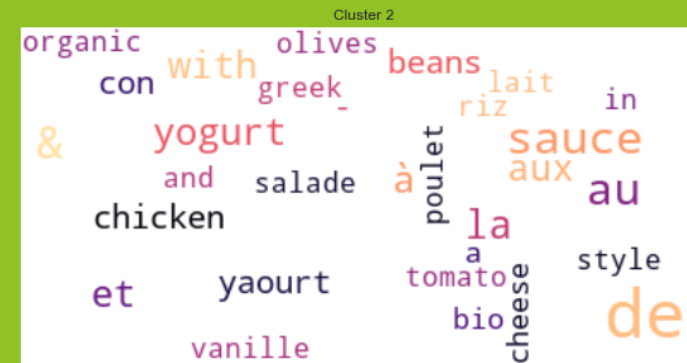 Cluster 2
organic
olives
with
beans
con
greek
lait
-
riz
in
&
yogurt
sauce
and
salade
à
poulet
aux
au
chicken
la
a
style
et
yaourt
tomato
cheese
de
bio
vanille